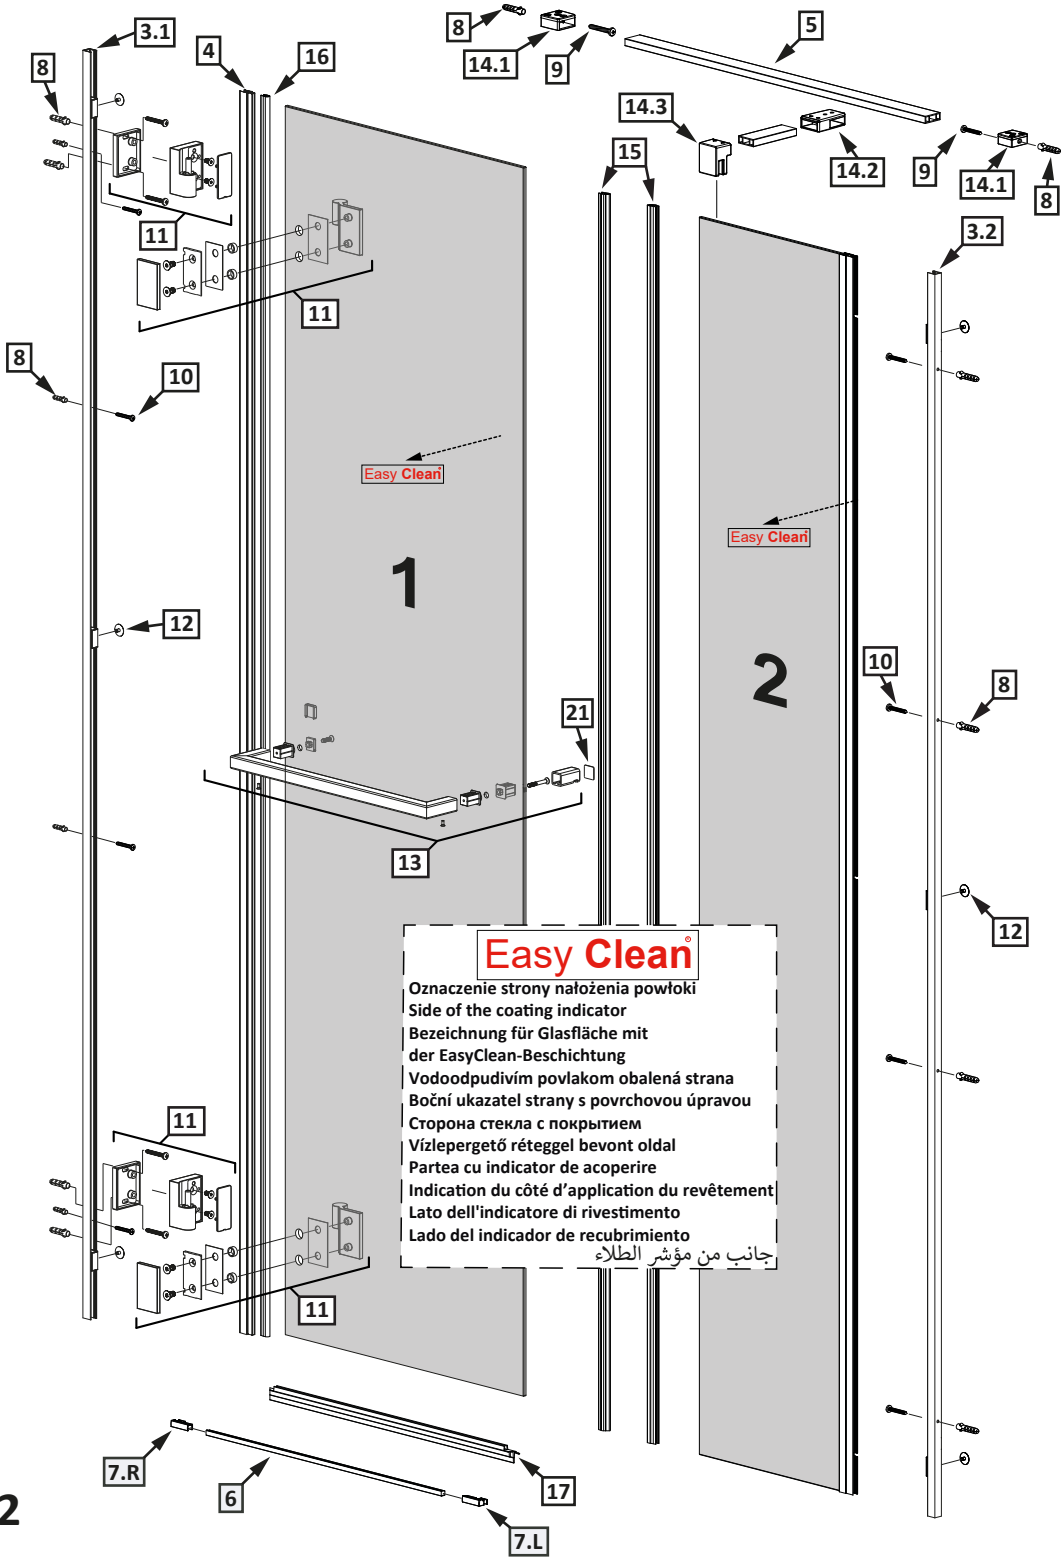 3.1
8
5
4
16
14.1
9
8
14.3
15
14.2
9
14.1
8
11
3.2
11
8
10
Easy Clean
1
Easy Clean
12
2
10
8
21
13
12
Easy Clean®
Oznaczenie strony nałożenia powłoki
Side of the coating indicator
Bezeichnung für Glasfläche mit
der EasyClean-Beschichtung
Vodoodpudivím povlakom obalená strana
Boční ukazatel strany s povrchovou úpravou
Сторона стекла с покрытием
Vízlepergető réteggel bevont oldal
Partea cu indicator de acoperire
Indication du côté d’application du revêtement
Lato dell'indicatore di rivestimento
Lado del indicador de recubrimiento
جانب من مؤشر الطلاء
11
11
7.R
6
17
7.L
2